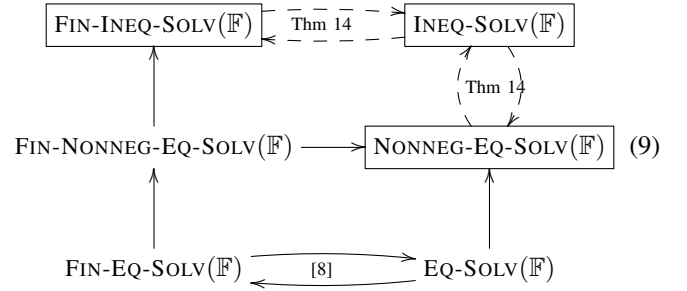 FIN-INEQ-SOLV(𝔽) Thm 14 INEQ-SOLV(𝔽)
Thm 14
FIN-NONNEG-EQ-SOLV(𝔽) NONNEG-EQ-SOLV(𝔽) (9)
FIN-EQ-SOLV(𝔽) [8] EQ-SOLV(𝔽)